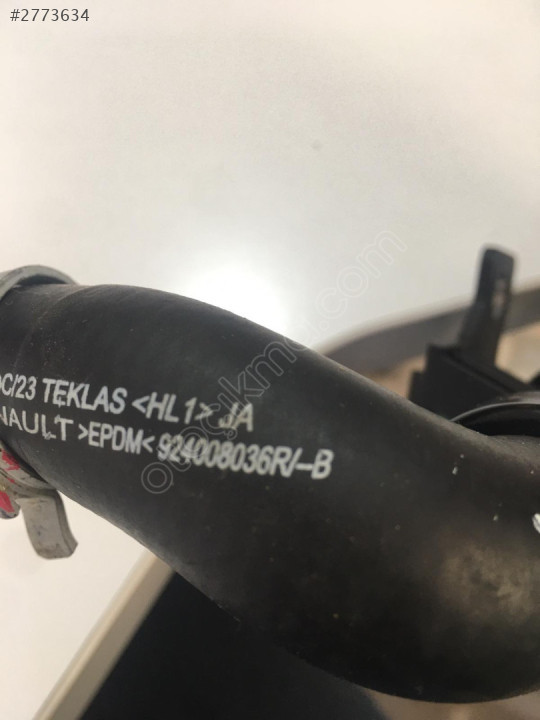 #2773634
C/23 TEKLAS <HL1> JA
NAULT >EPDM< 924008036R/-B